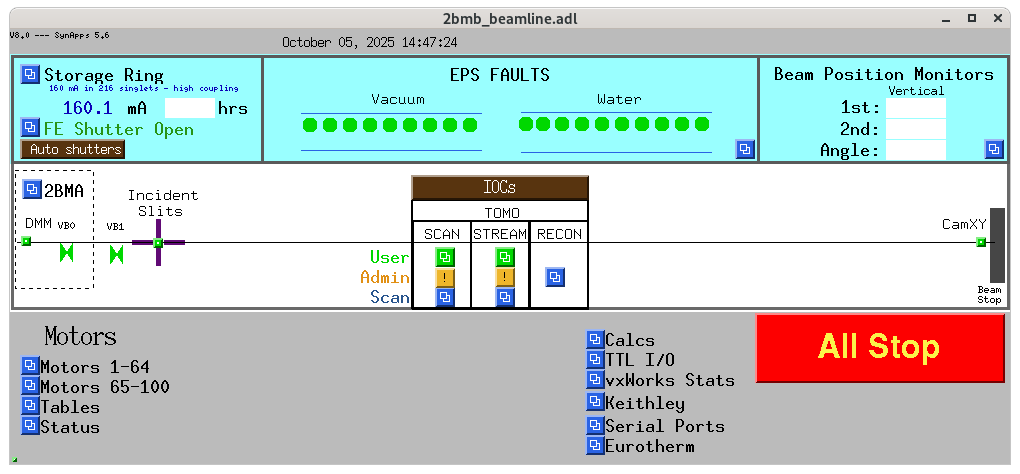 2bmb_beamline.adl
V8.0 --- SynApps 5.6
October 05, 2025 14:47:24
Storage Ring
160 mA in 216 singlets - high coupling
160.1 mA hrs
FE Shutter Open
Auto shutters
EPS FAULTS
Vacuum
Water
Beam Position Monitors
Vertical
1st:
2nd:
Angle:
2BMA
DMM
VB0
VB1
Incident
Slits
IOCs
TOMO
SCAN STREAM RECON
User
Admin
!
!
Scan
CamXY
Beam
Stop
Motors
Motors 1-64
Motors 65-100
Tables
Status
Calcs
TTL I/O
vxWorks Stats
Keithley
Serial Ports
Eurotherm
All Stop